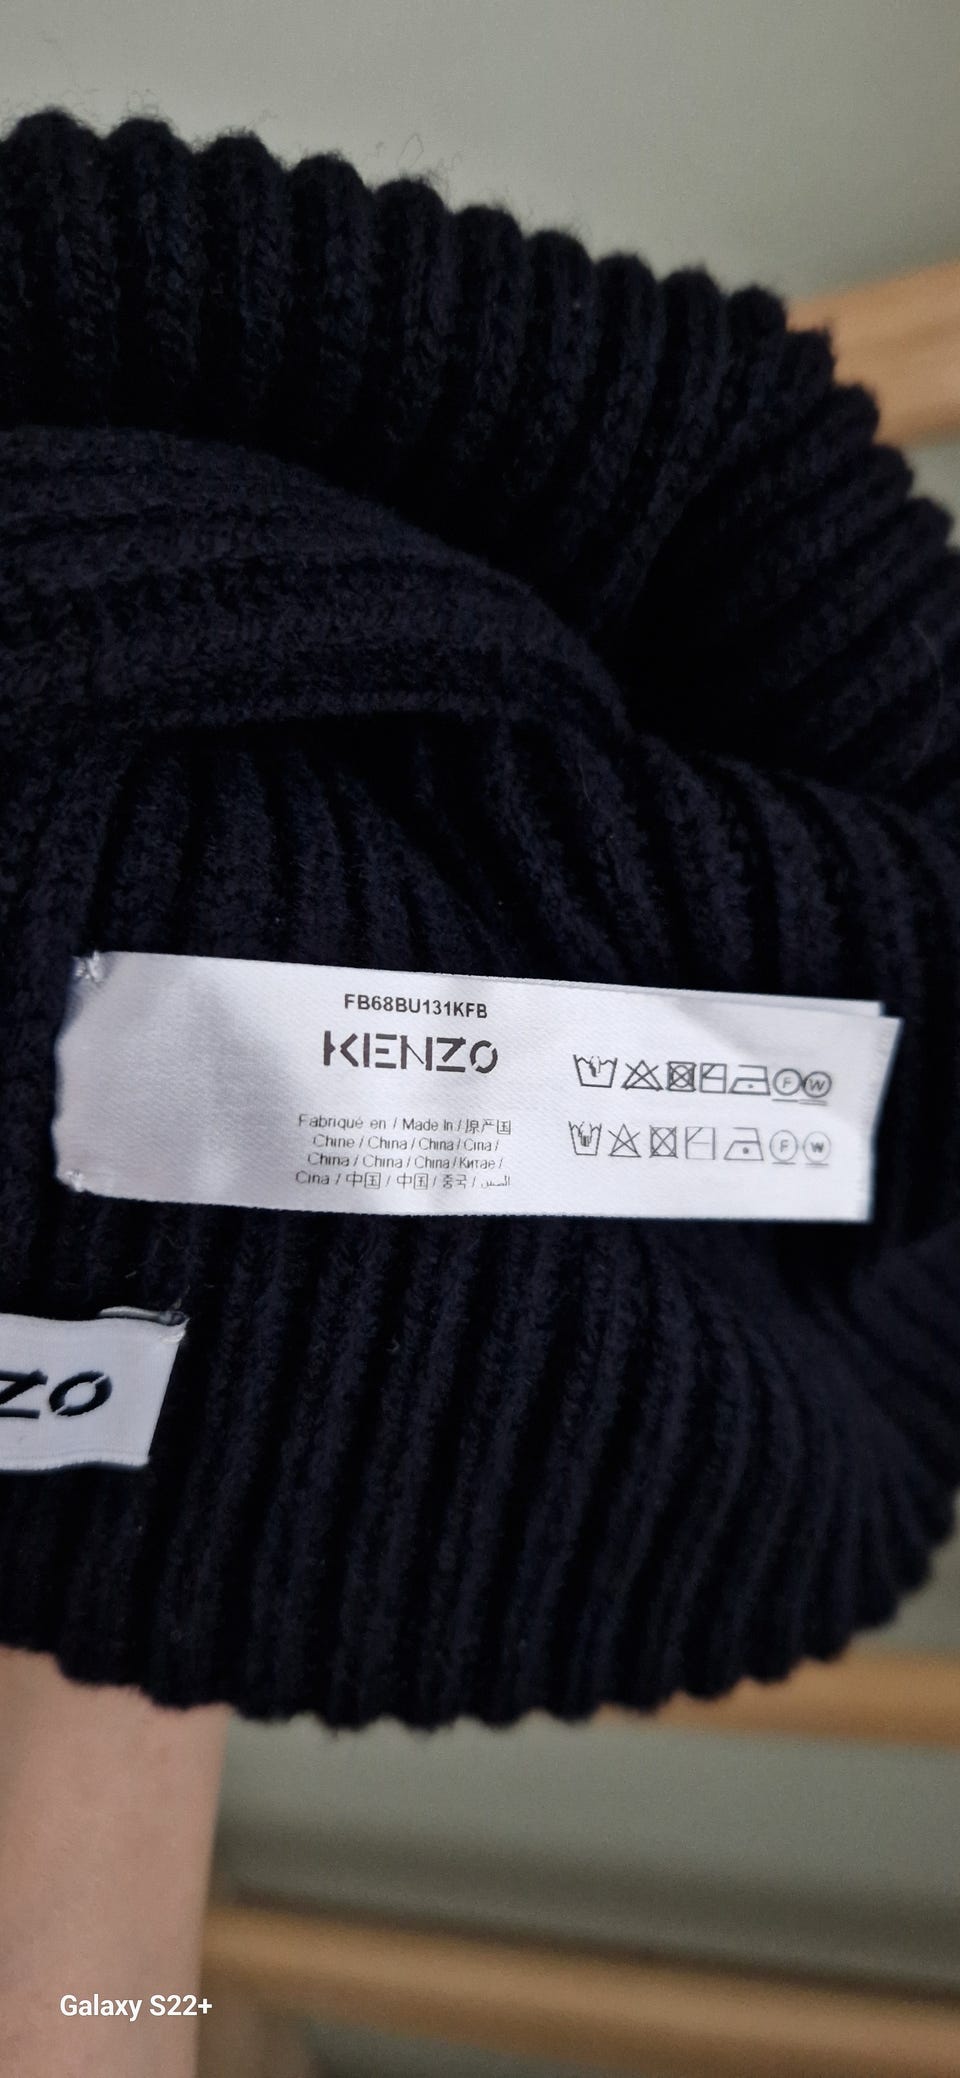 FB68BU131KFB
KENZO
Fabriqué en / Made In / 原产国
Chine / China / China / Cina /
China / China / China / Китае /
Cina / 中国 / 中国 / 중국 / الصين
F W
F W
ZO
Galaxy S22+